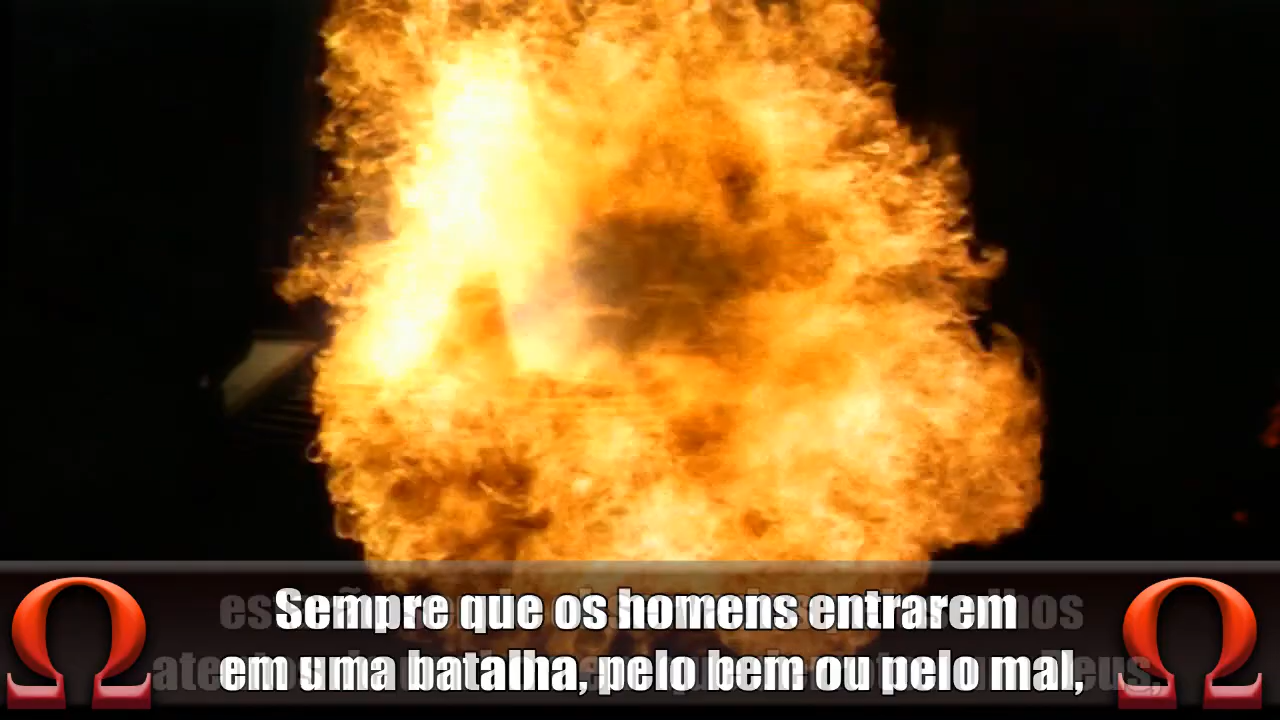 Sempre que os homens entrarem
em uma batalha, pelo bem ou pelo mal,